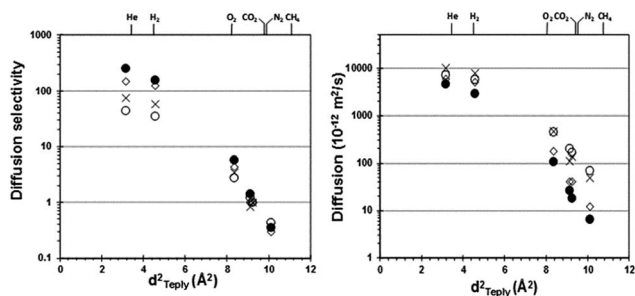 He H₂ O₂ CO₂ N₂ CH₄
1000
100
10
1
0.1
Diffusion selectivity
0 2 4 6 8 10 12
d²Teply (Å²)
He H₂ O₂ CO₂ N₂ CH₄
10000
1000
100
10
1
Diffusion (10⁻¹² m²/s)
0 2 4 6 8 10 12
d²Teply (Å²)